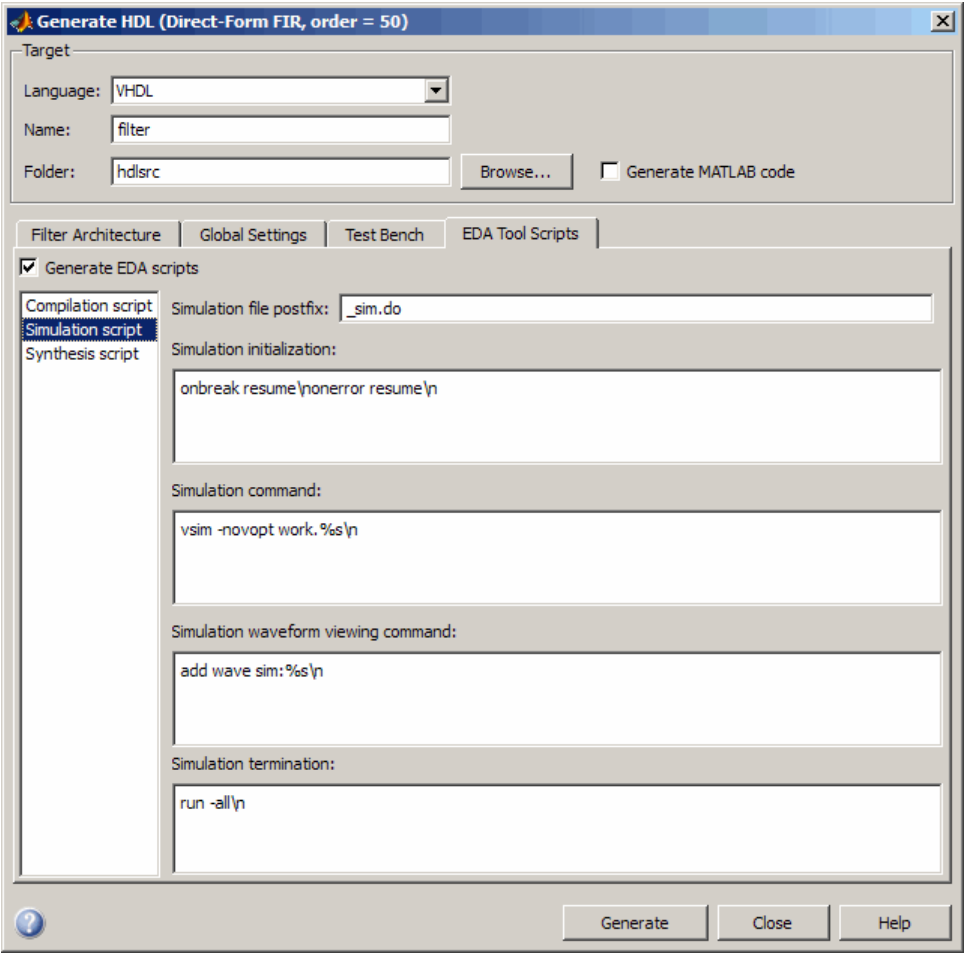 Generate HDL (Direct-Form FIR, order = 50)
Target
Language: VHDL
Name: filter
Folder: hdlsrc Browse... Generate MATLAB code
Filter Architecture Global Settings Test Bench EDA Tool Scripts
Generate EDA scripts
Compilation script
Simulation script
Synthesis script
Simulation file postfix: _sim.do
Simulation initialization:
onbreak resume\nonerror resume\n
Simulation command:
vsim -novopt work.%s\n
Simulation waveform viewing command:
add wave sim:%s\n
Simulation termination:
run -all\n
? Generate Close Help